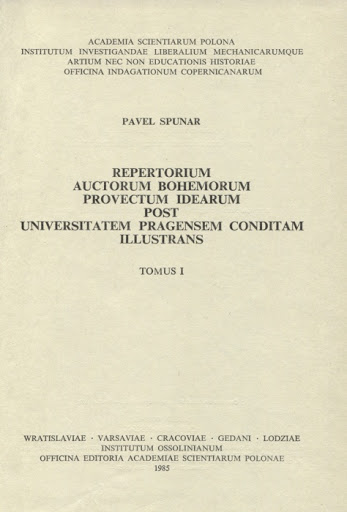 ACADEMIA SCIENTIARUM POLONA
INSTITUTUM INVESTIGANDAE LIBERALIUM MECHANICARUMQUE
ARTIUM NEC NON EDUCATIONIS HISTORIAE
OFFICINA INDAGATIONUM COPERNICANARUM
PAVEL SPUNAR
REPERTORIUM
AUCTORUM BOHEMORUM
PROVECTUM IDEARUM
POST
UNIVERSITATEM PRAGENSEM CONDITAM
ILLUSTRANS
TOMUS I
WRATISLAVIAE · VARSAVIAE · CRACOVIAE · GEDANI · LODZIAE
INSTITUTUM OSSOLINIANUM
OFFICINA EDITORIA ACADEMIAE SCIENTIARUM POLONAE
1985